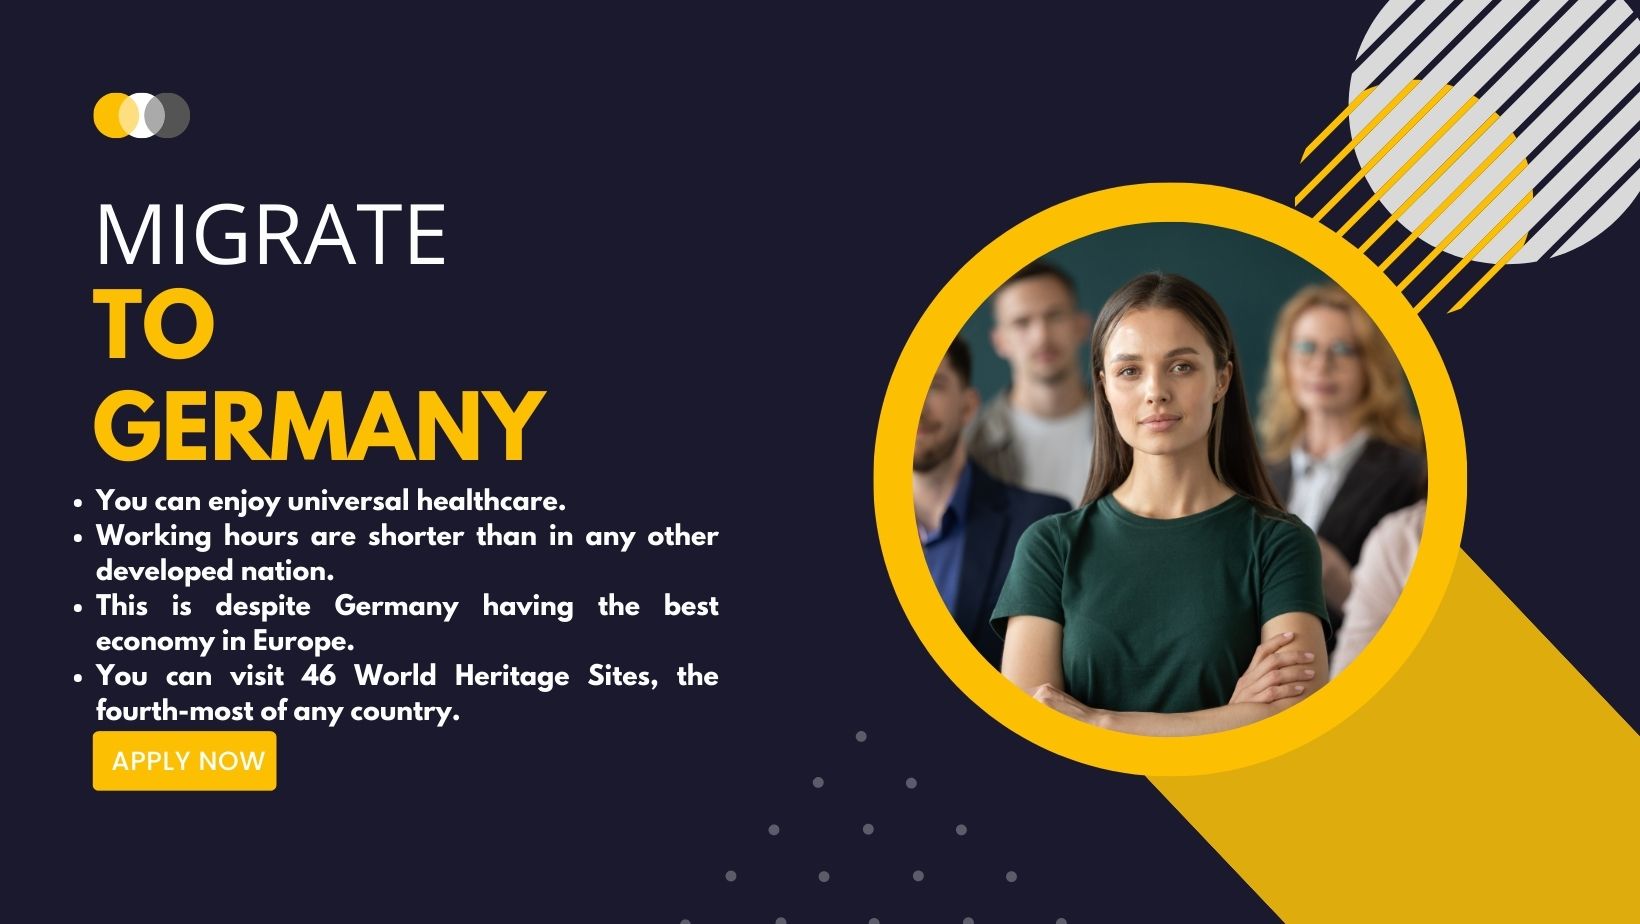 MIGRATE
TO
GERMANY
• You can enjoy universal healthcare.
• Working hours are shorter than in any other
developed nation.
• This is despite Germany having the best
economy in Europe.
• You can visit 46 World Heritage Sites, the
fourth-most of any country.
APPLY NOW